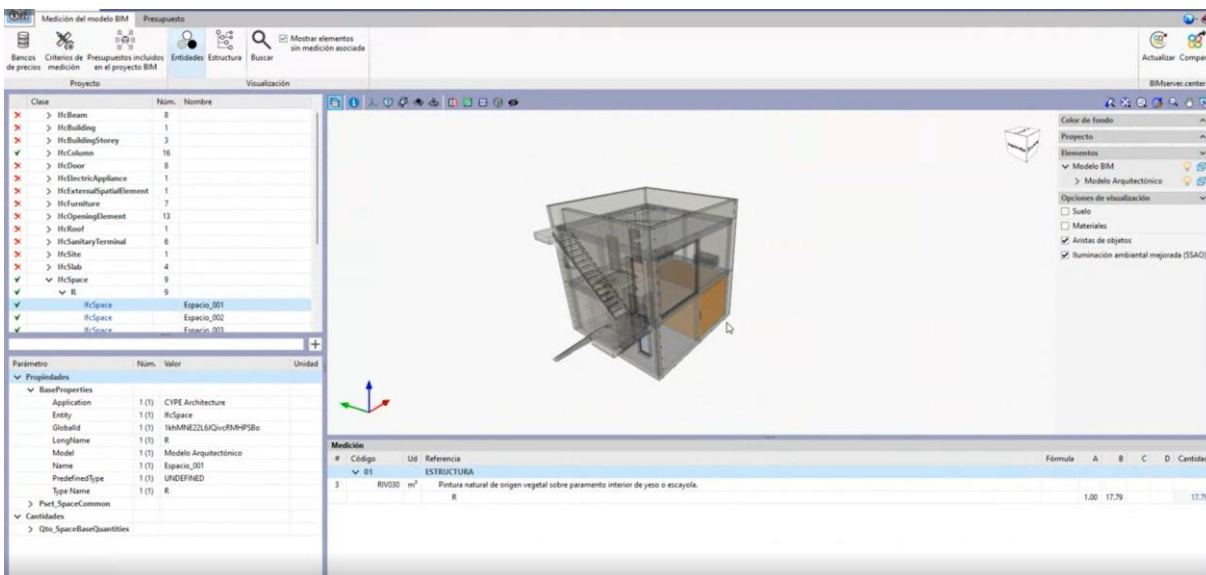 Medición del modelo BIM Presupuesto
Bancos de precios
Criterios de medición
Presupuestos incluidos en el proyecto BIM
Entidades Estructura Buscar
Mostrar elementos sin medición asociada
Actualizar
Proyecto Visualización BIMserver.center
Clase Núm. Nombre
IfcBeam 8
IfcBuilding 1
IfcBuildingStorey 3
IfcColumn 16
IfcDoor 8
IfcElectricAppliance 1
IfcExternalSpatialElement 1
IfcFurniture 7
IfcOpeningElement 13
IfcRoof 1
IfcSanitaryTerminal 6
IfcSite 1
IfcSlab 4
IfcSpace 9
R 9
IfcSpace Espacio_001
IfcSpace Espacio_002
IfcSpace Espacio_003
Parámetro Núm. Valor Unidad
Propiedades
BaseProperties
Application 1 (1) CYPE Architecture
Entity 1 (1) IfcSpace
GlobalId 1 (1)
LongName 1 (1) R
Model 1 (1) Modelo Arquitectónico
Name 1 (1) Espacio_001
PredefinedType 1 (1) UNDEFINED
Type Name 1 (1) R
Pset_SpaceCommon
Cantidades
Qto_SpaceBaseQuantities
Color de fondo
Proyecto
Elementos
Modelo BIM
Modelo Arquitectónico
Opciones de visualización
Suelo
Materiales
Aristas de objetos
Iluminación ambiental mejorada (SSAO)
Medición
# Código Ud Referencia Fórmula A B C D Cantidad
01 ESTRUCTURA
3 RIV030 m² Pintura natural de origen vegetal sobre paramento interior de yeso o escayola.
R 1.00 17.79 17.79